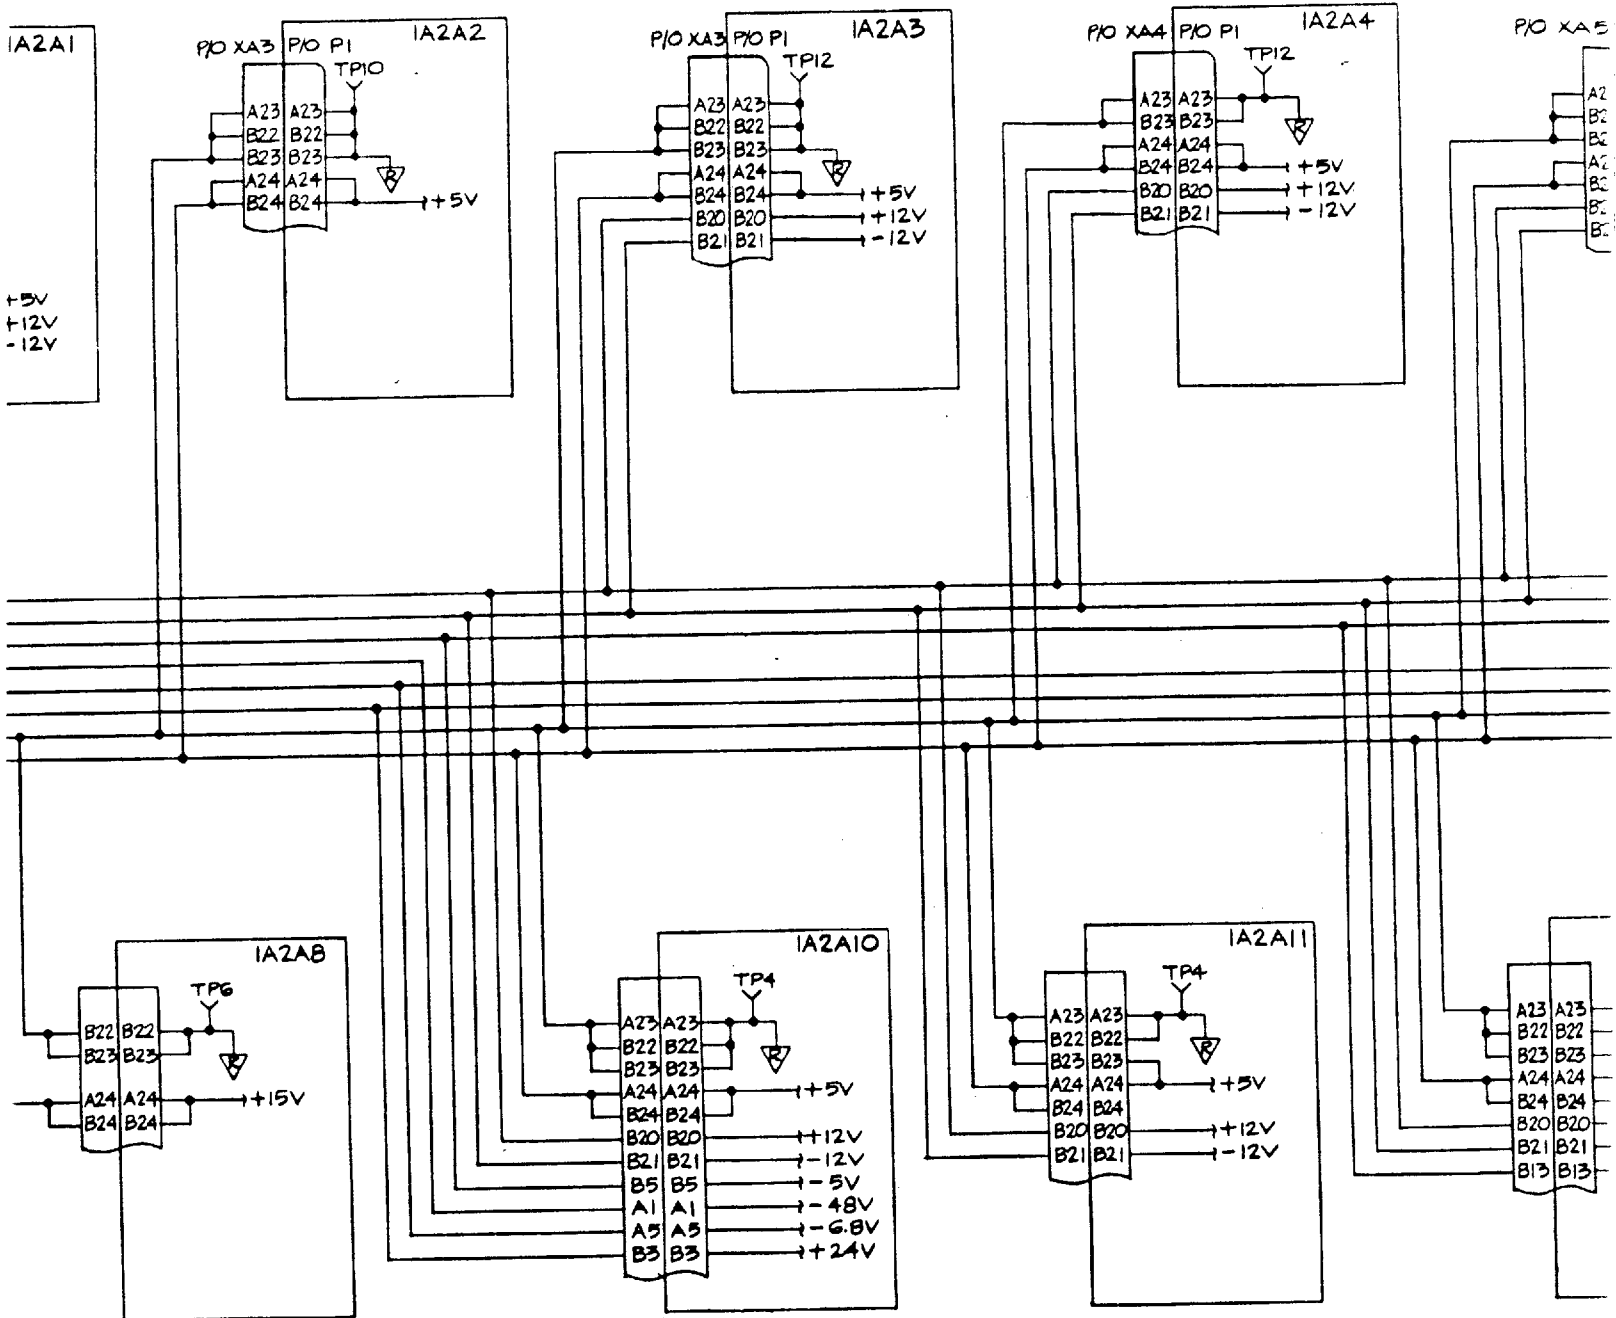 1A2A1
+5V
+12V
-12V
1A2A2
P/O XA3 P/O P1
TP10
A23 A23
B22 B22
B23 B23
A24 A24
B24 B24 +5V
R
1A2A3
P/O XA3 P/O P1
TP12
A23 A23
B22 B22
B23 B23
R
A24 A24
B24 B24 +5V
B20 B20 +12V
B21 B21 -12V
1A2A4
P/O XA4 P/O P1
TP12
A23 A23
B23 B23
R
A24 A24
B24 B24 +5V
B20 B20 +12V
B21 B21 -12V
P/O XA5
1A2A8
TP6
B22 B22
B23 B23
R
A24 A24 +15V
B24 B24
1A2A10
TP4
A23 A23
B22 B22
R
B23 B23
A24 A24 +5V
B24 B24
B20 B20 +12V
B21 B21 -12V
B5 B5 -5V
A1 A1 -48V
A5 A5 -6.8V
B3 B3 +24V
1A2A11
TP4
A23 A23
B22 B22
R
B23 B23
A24 A24 +5V
B24 B24
B20 B20 +12V
B21 B21 -12V
A23 A23
B22 B22
B23 B23
A24 A24
B24 B24
B20 B20
B21 B21
B13 B13